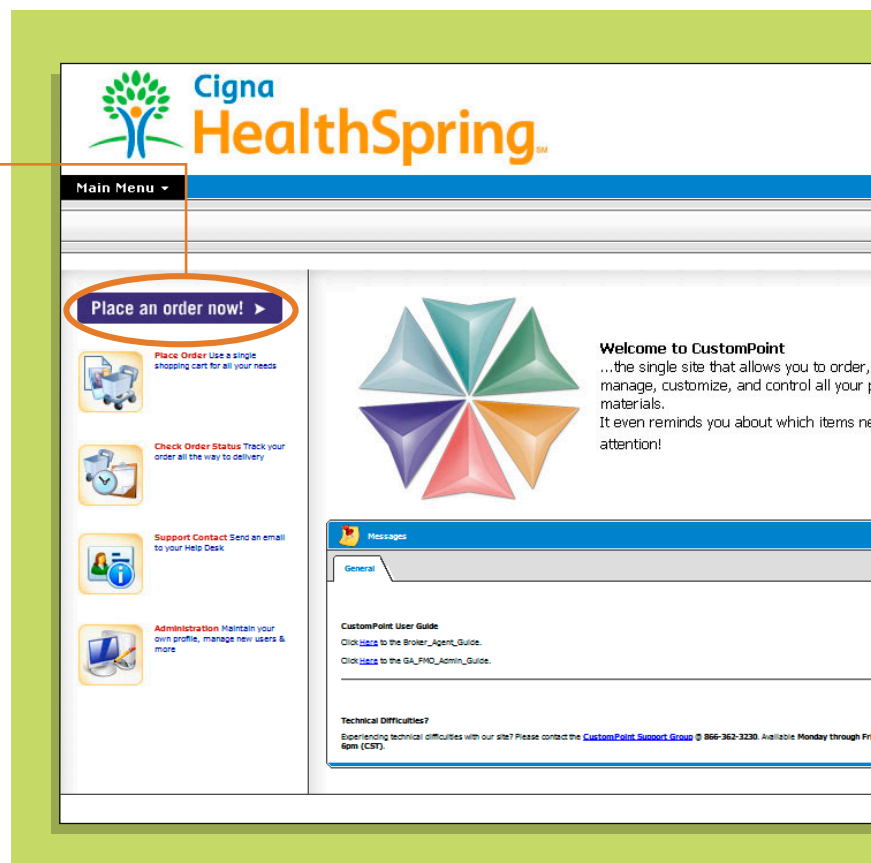 Cigna
HealthSpring SM
Main Menu
Place an order now!
Place Order Use a single
shopping cart for all your needs
Check Order Status Track your
order all the way to delivery
Support Contact Send an email
to your Help Desk
Administration Maintain your
own profile, manage new users &
more
Welcome to CustomPoint
...the single site that allows you to order,
manage, customize, and control all your p
materials.
It even reminds you about which items ne
attention!
Messages
General
CustomPoint User Guide
Click Here to the Broker_Agent_Guide.
Click Here to the GA_FMO_Admin_Guide.
Technical Difficulties?
Experiencing technical difficulties with our site? Please contact the CustomPoint Support Group @ 866-362-3230. Available Monday through Fri
6pm (CST).